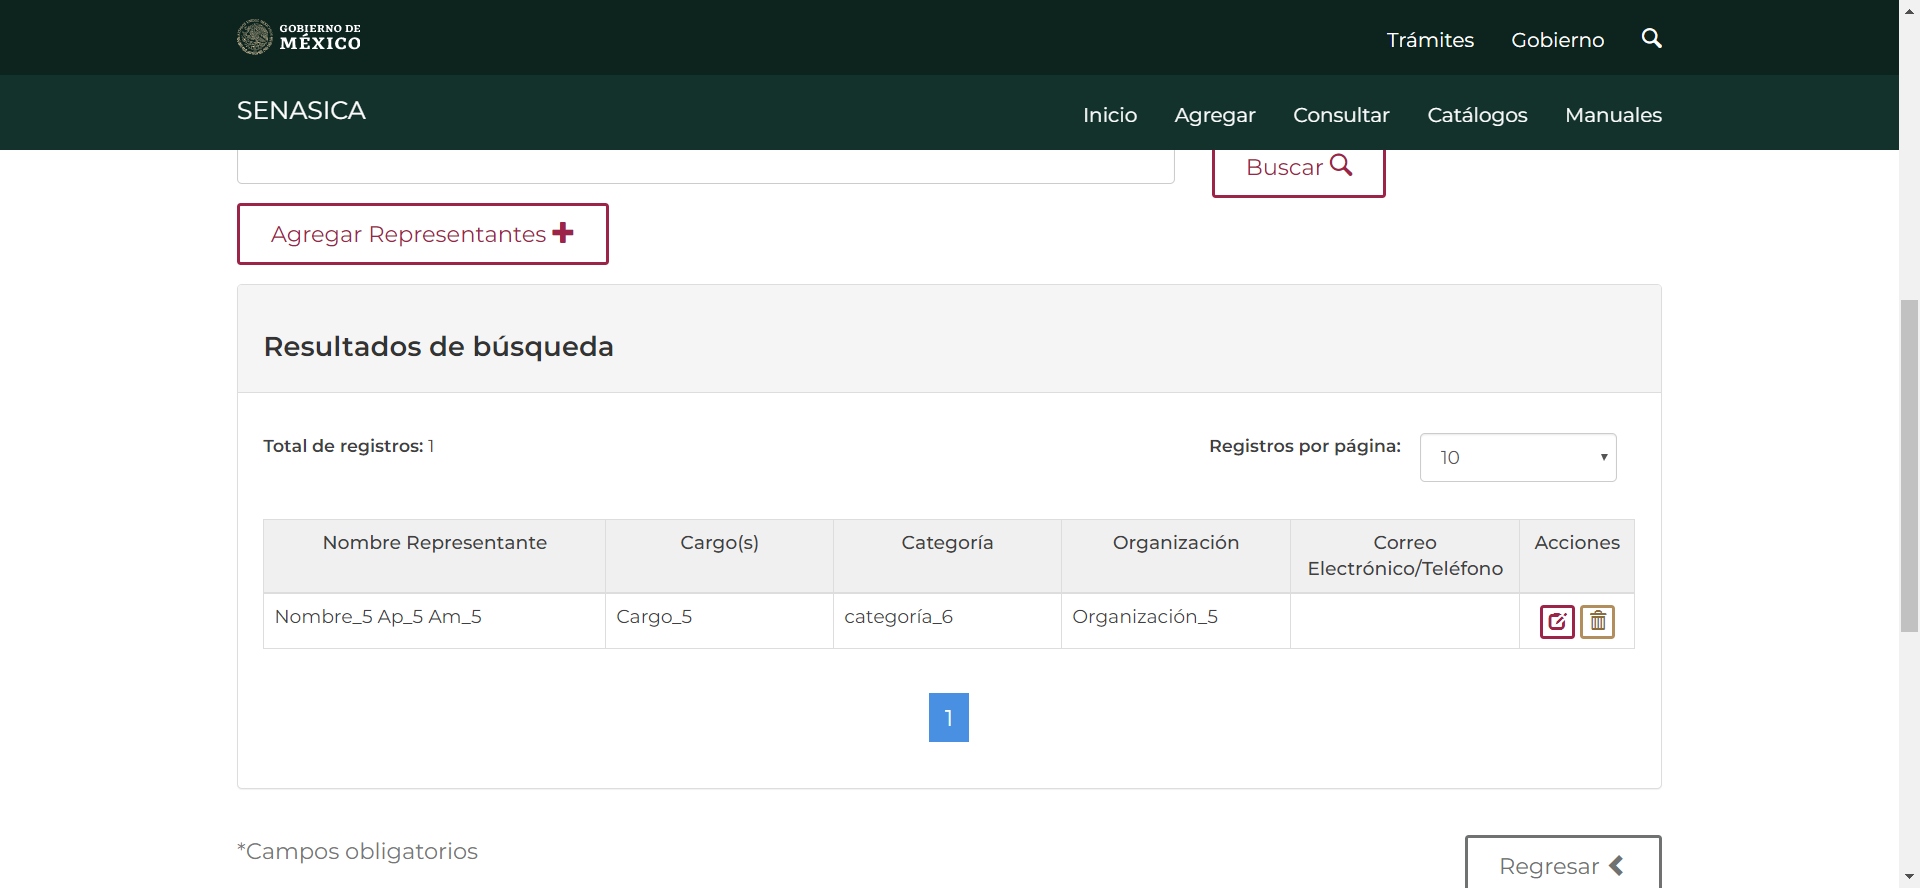 GOBIERNO DE
MÉXICO
Trámites Gobierno
SENASICA
Inicio Agregar Consultar Catálogos Manuales
Buscar
Agregar Representantes
Resultados de búsqueda
Total de registros: 1
Registros por página: 10
Nombre Representante Cargo(s) Categoría Organización Correo Acciones
Electrónico/Teléfono
Nombre_5 Ap_5 Am_5 Cargo_5 categoría_6 Organización_5
1
*Campos obligatorios
Regresar